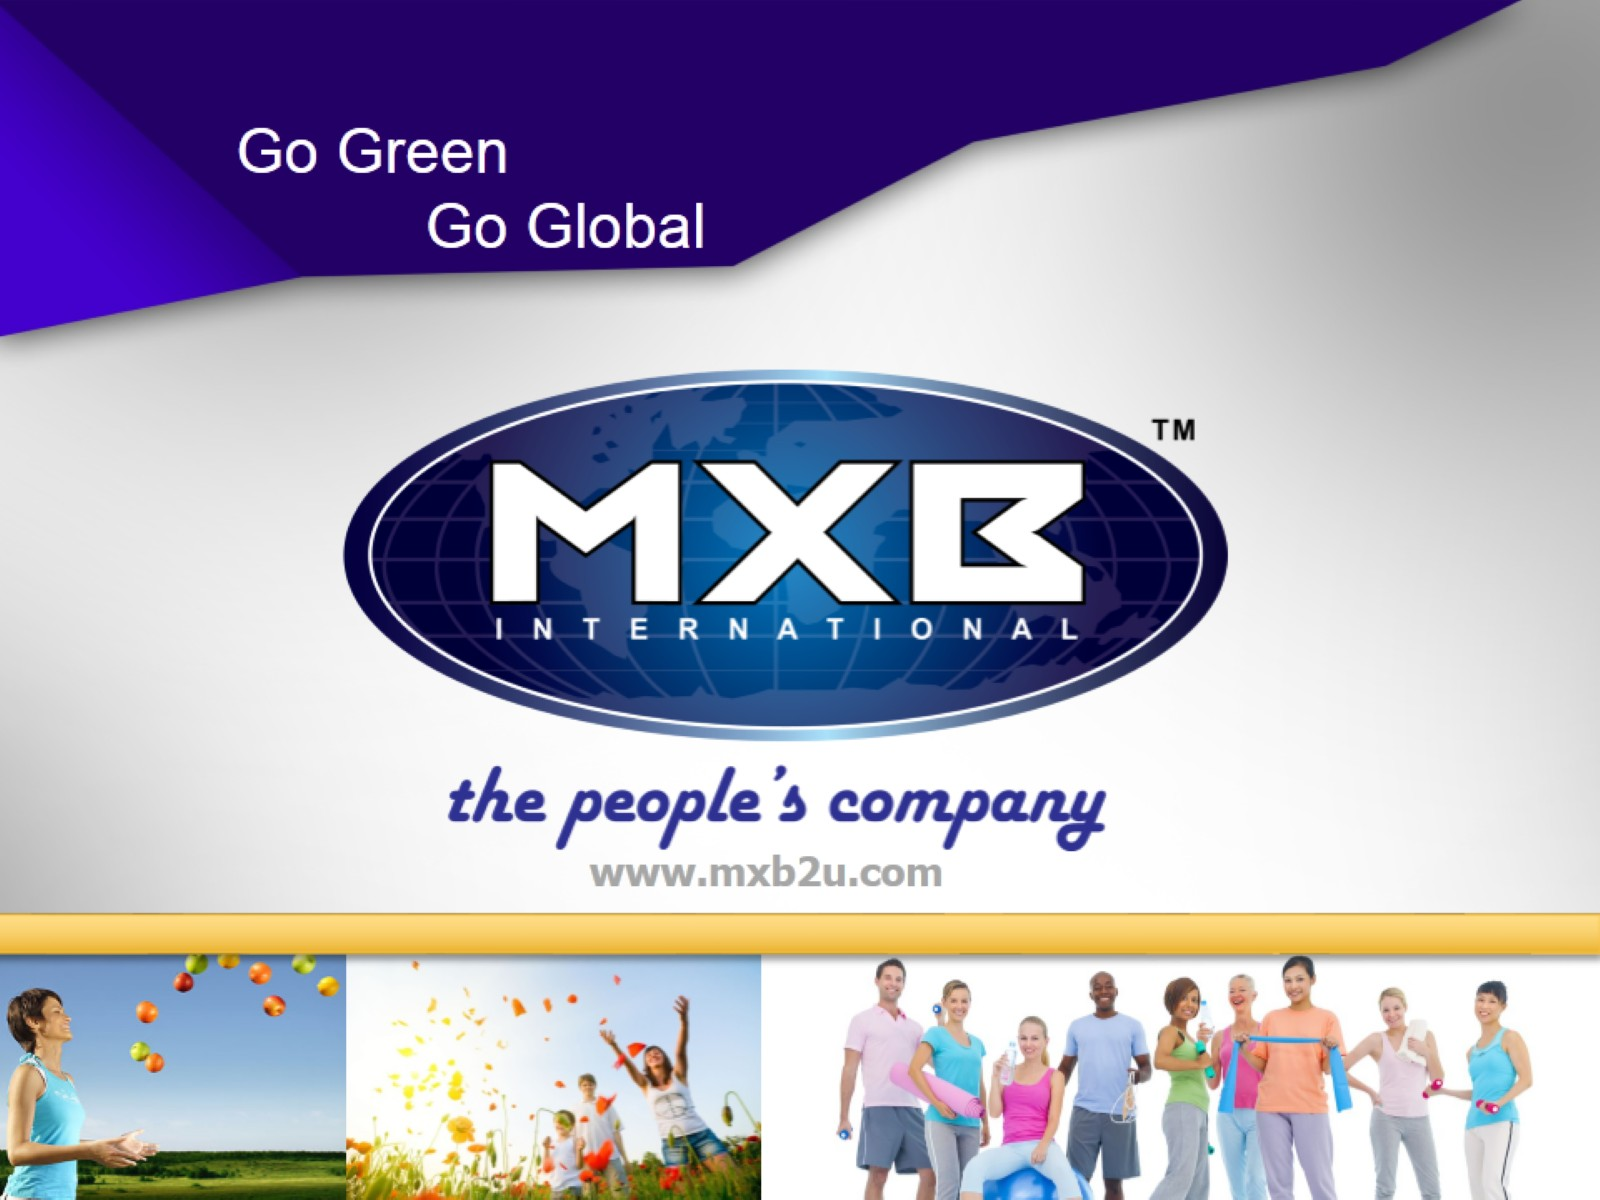 Go Green
Go Global
TM
MXB
INTERNATIONAL
the people's company
www.mxb2u.com